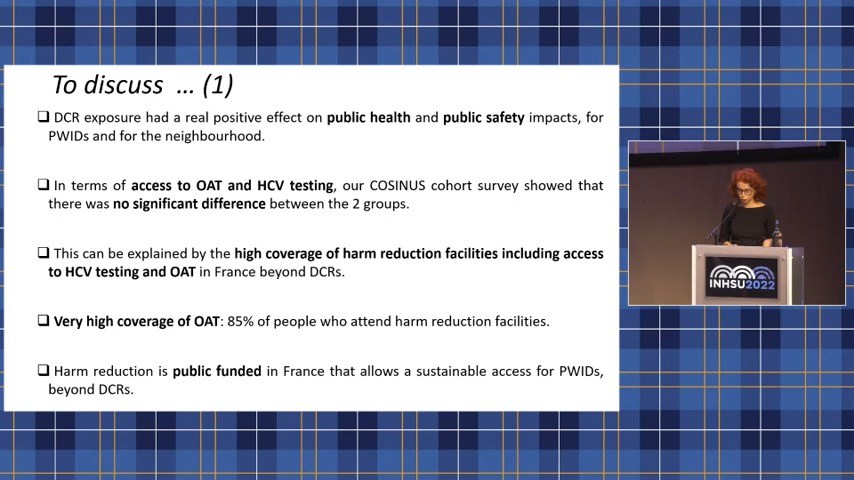 To discuss … (1)
❑ DCR exposure had a real positive effect on public health and public safety impacts, for
PWIDs and for the neighbourhood.
❑ In terms of access to OAT and HCV testing, our COSINUS cohort survey showed that
there was no significant difference between the 2 groups.
❑ This can be explained by the high coverage of harm reduction facilities including access
to HCV testing and OAT in France beyond DCRs.
❑ Very high coverage of OAT: 85% of people who attend harm reduction facilities.
❑ Harm reduction is public funded in France that allows a sustainable access for PWIDs,
beyond DCRs.
INHSU2022